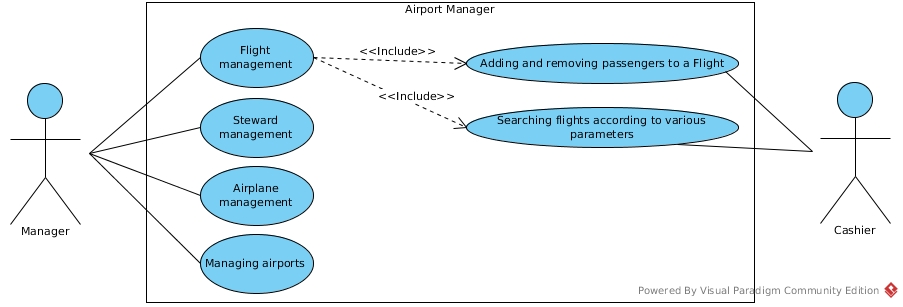 Airport Manager
Flight
management
<<Include>>
Adding and removing passengers to a Flight
<<Include>>
Steward
management
Searching flights according to various
parameters
Airplane
management
Managing airports
Manager
Cashier
Powered By Visual Paradigm Community Edition